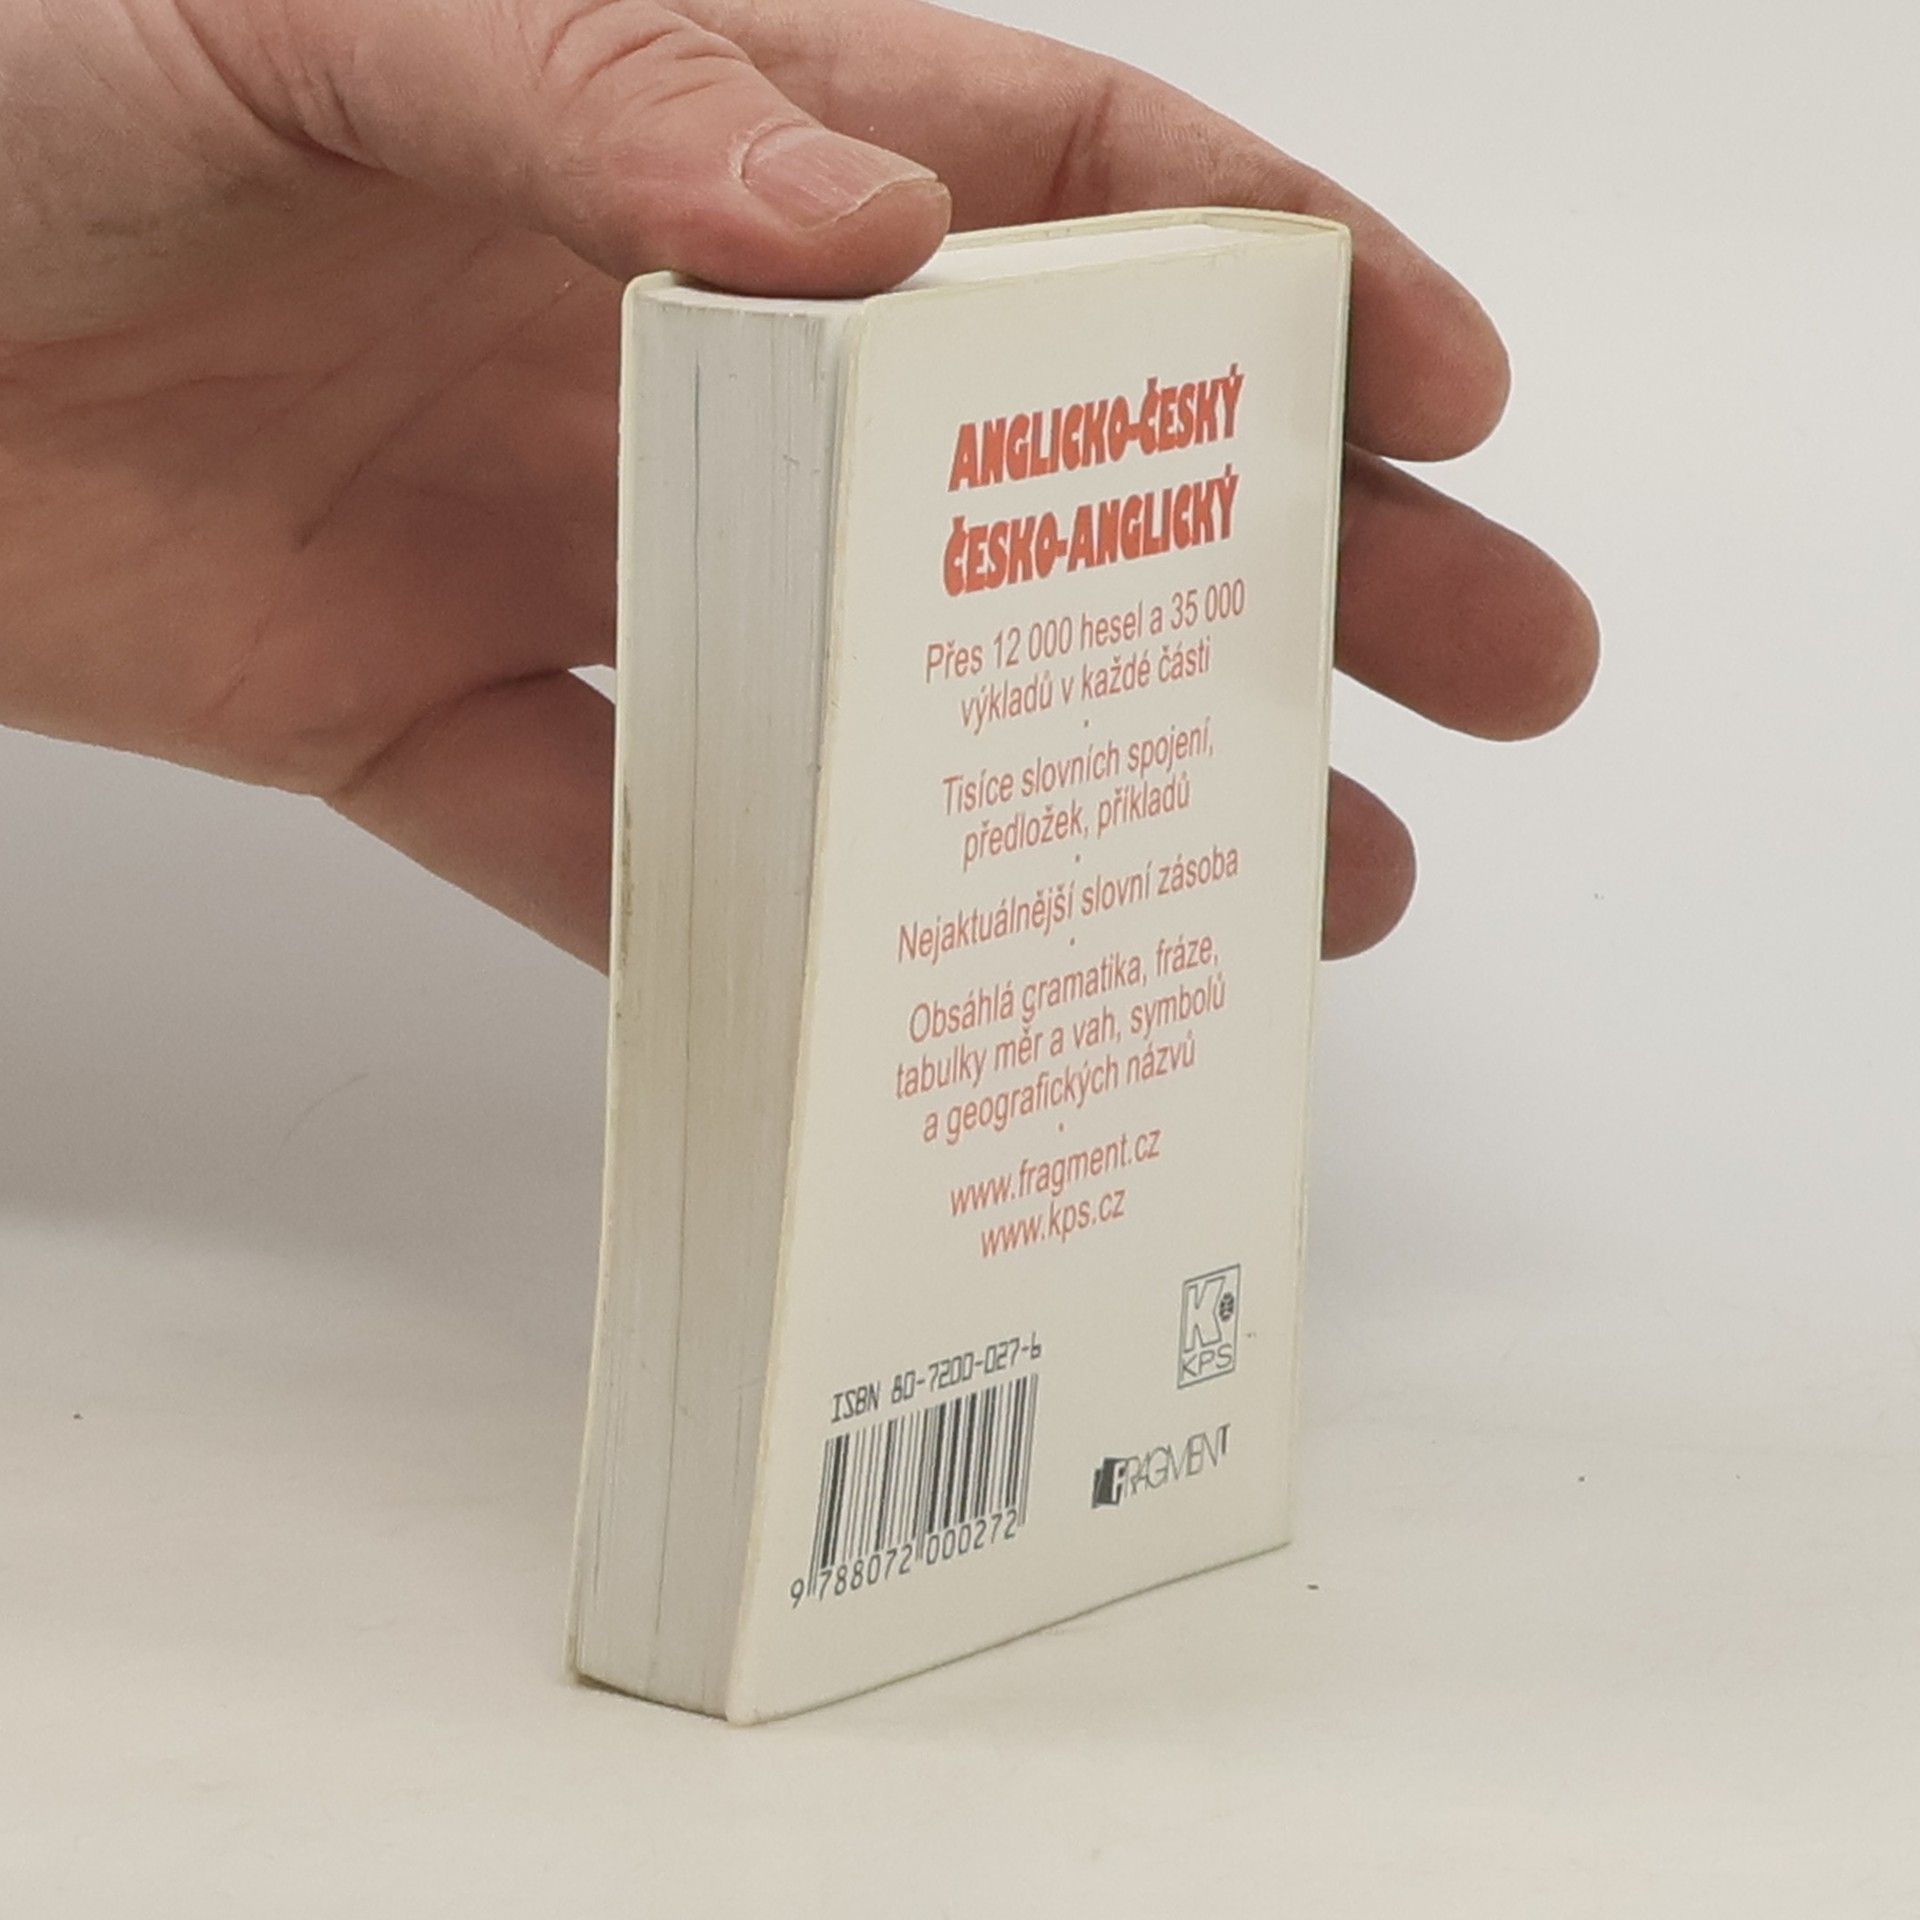 ANGLICKO-ČESKÝ
ČESKO-ANGLICKÝ
Přes 12 000 hesel a 35 000
výkladů v každé části
•
Tisíce slovních spojení,
předložek, příkladů
•
Nejaktuálnější slovní zásoba
•
Obsáhlá gramatika, fráze,
tabulky měr a vah, symbolů
a geografických názvů
•
www.fragment.cz
www.kps.cz
K
KPS
ISBN 80-7200-027-6
9 788072 000272
FRAGMENT